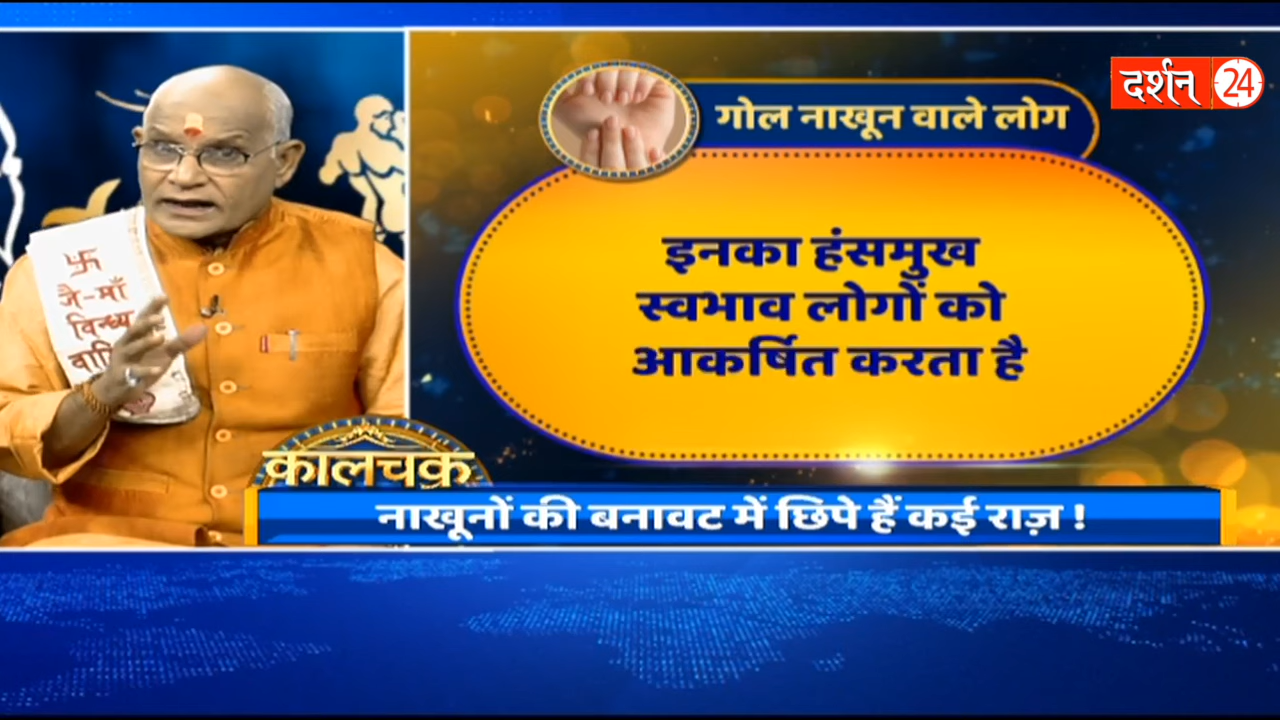 दर्शन 24
गोल नाखून वाले लोग
इनका हंसमुख
स्वभाव लोगों को
आकर्षित करता है
जै-माँ
विन्ध्य
कालचक्र
नाखूनों की बनावट में छिपे हैं कई राज़ !